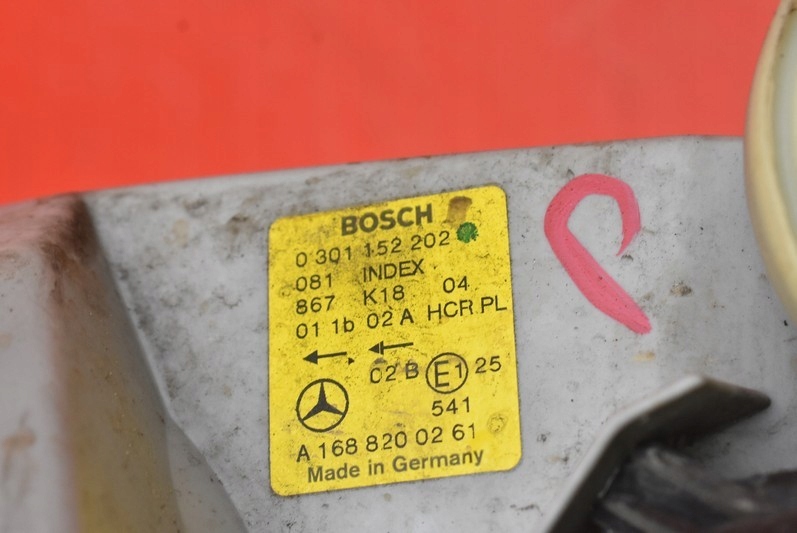 BOSCH
0 301 152 202
081 INDEX
867 K18 04
01 1b 02 A HCR PL
02 B E1 25
541
A 168 820 02 61
Made in Germany